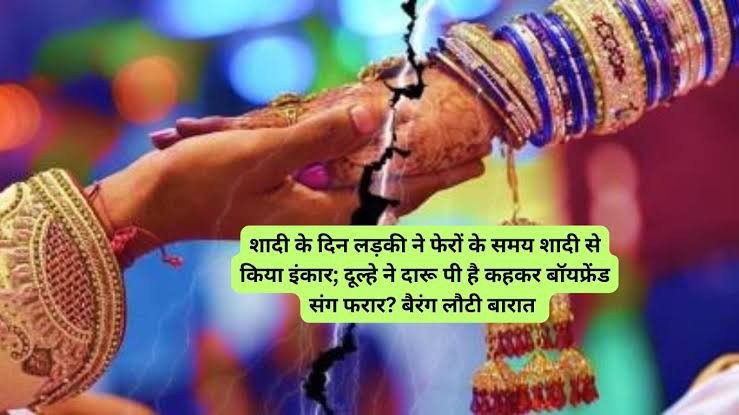 शादी के दिन लड़की ने फेरों के समय शादी से
किया इंकार; दूल्हे ने दारू पी है कहकर बॉयफ्रेंड
संग फरार? बैरंग लौटी बारात